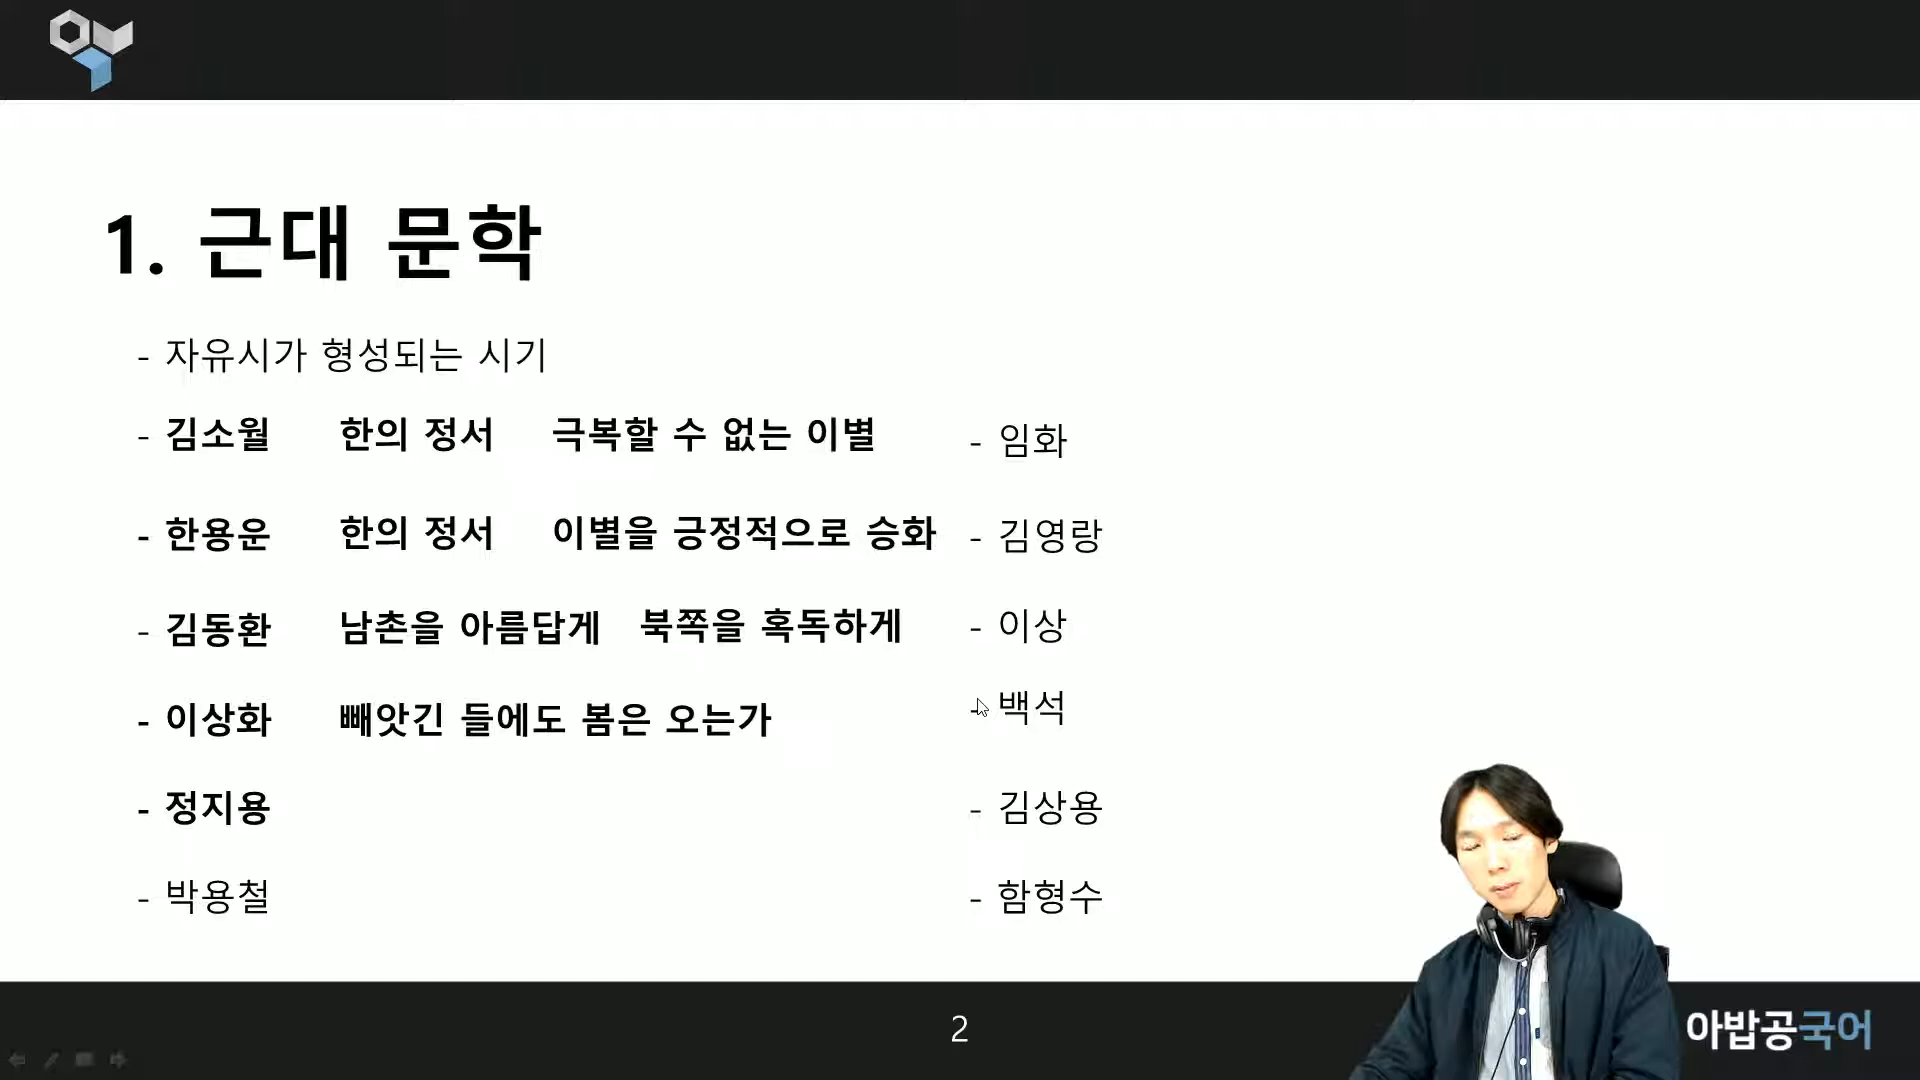 1. 근대 문학
- 자유시가 형성되는 시기
- 김소월 한의 정서 극복할 수 없는 이별
- 한용운 한의 정서 이별을 긍정적으로 승화
- 김동환 남촌을 아름답게 북쪽을 혹독하게
- 이상화 빼앗긴 들에도 봄은 오는가
- 정지용
- 박용철
- 임화
- 김영랑
- 이상
- 백석
- 김상용
- 함형수
2
아밥공국어